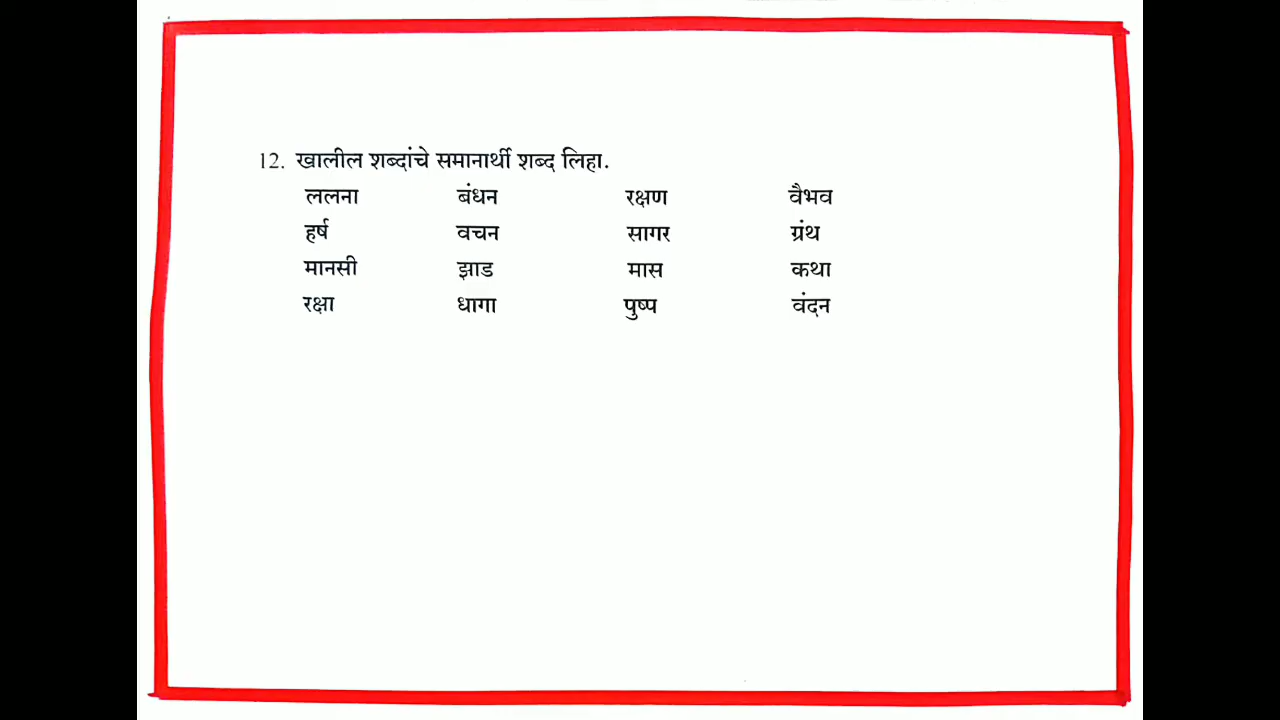 12. खालील शब्दांचे समानार्थी शब्द लिहा.
ललना बंधन रक्षण वैभव
हर्ष वचन सागर ग्रंथ
मानसी झाड मास कथा
रक्षा धागा पुष्प वंदन